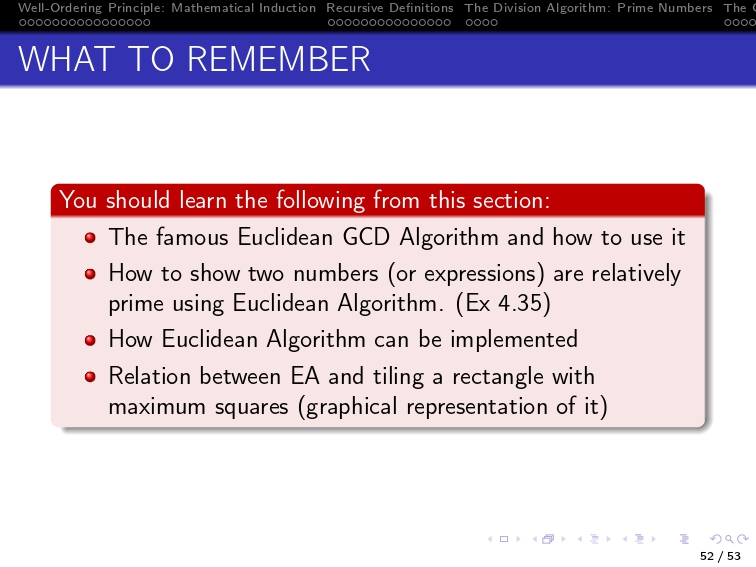 Well-Ordering Principle: Mathematical Induction Recursive Definitions The Division Algorithm: Prime Numbers The
WHAT TO REMEMBER
You should learn the following from this section:
The famous Euclidean GCD Algorithm and how to use it
How to show two numbers (or expressions) are relatively
prime using Euclidean Algorithm. (Ex 4.35)
How Euclidean Algorithm can be implemented
Relation between EA and tiling a rectangle with
maximum squares (graphical representation of it)
52 / 53